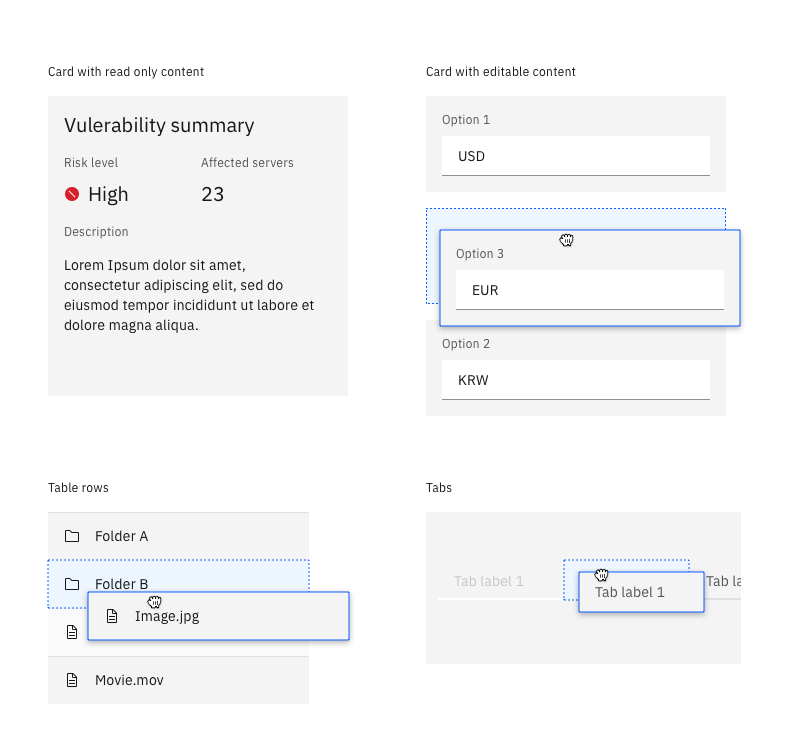 Card with read only content
Vulerability summary
Risk level
Affected servers
High
23
Description
Lorem Ipsum dolor sit amet,
consectetur adipiscing elit, sed do
eiusmod tempor incididunt ut labore et
dolore magna aliqua.
Card with editable content
Option 1
USD
Option 3
EUR
Option 2
KRW
Table rows
Folder A
Folder B
Image.jpg
Movie.mov
Tabs
Tab label 1
Tab label 1
Tab la